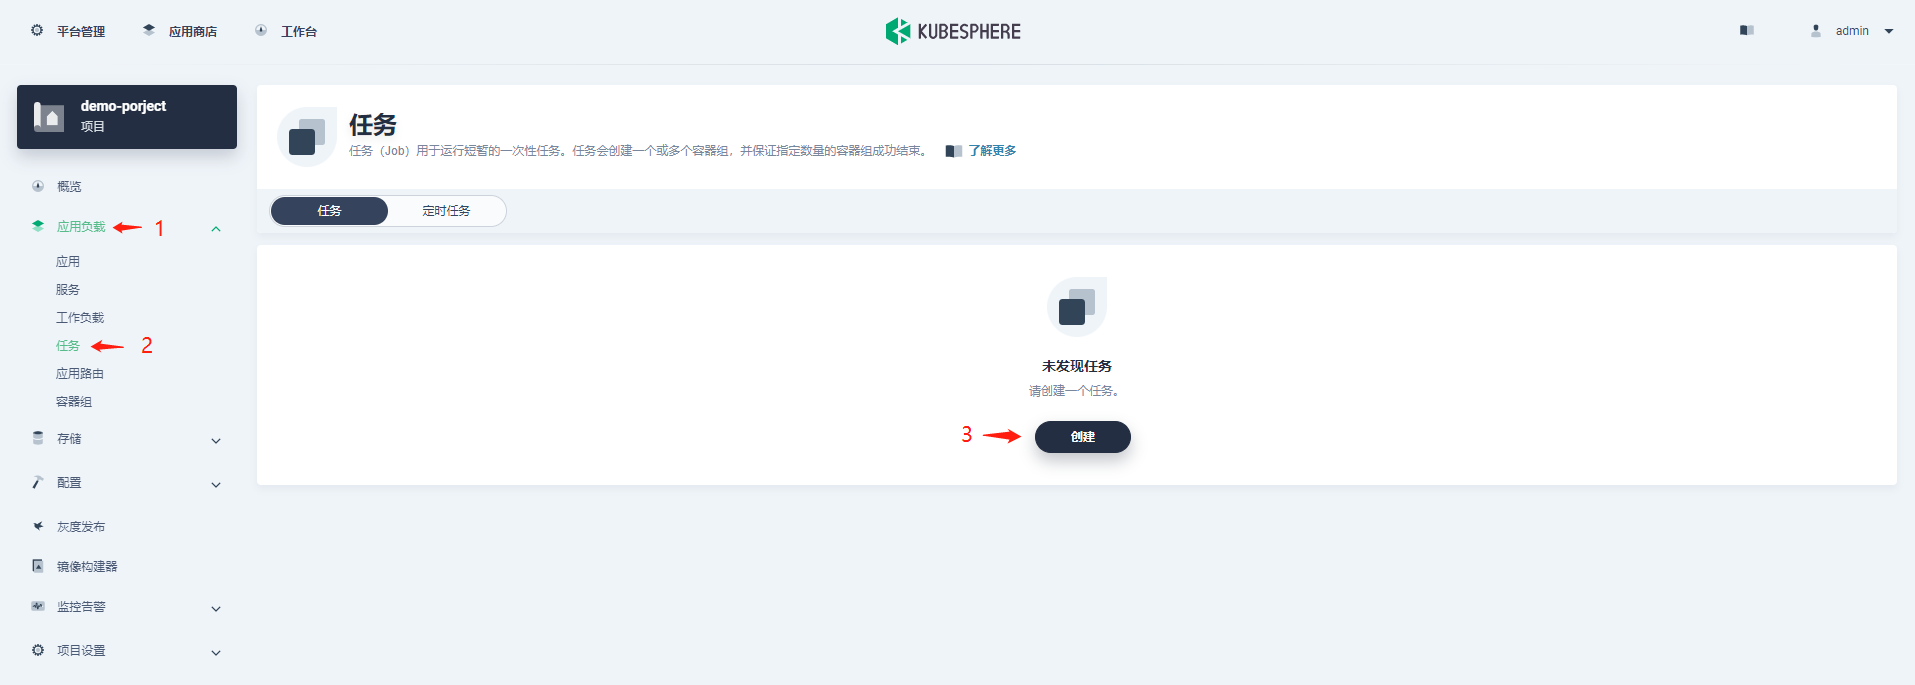 平台管理 应用商店 工作台 KUBESPHERE admin
demo-porject
项目
概览
应用负载 1
应用
服务
工作负载
任务 2
应用路由
容器组
存储
配置
灰度发布
镜像构建器
监控告警
项目设置
任务
任务（Job）用于运行短暂的一次性任务。任务会创建一个或多个容器组，并保证指定数量的容器组成功结束。 了解更多
任务 定时任务
未发现任务
请创建一个任务。
3 创建